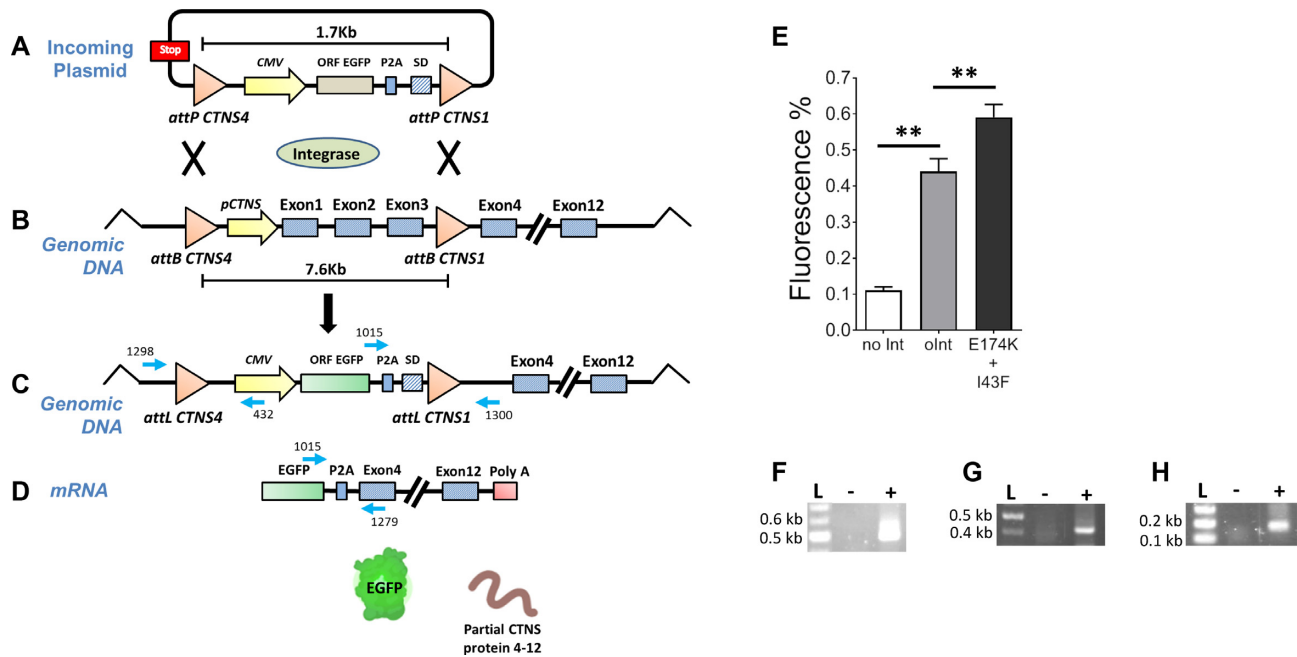 A
Incoming
Plasmid
Stop
1.7Kb
CMV
ORF EGFP
P2A
SD
attP CTNS4
attP CTNS1
Integrase
B
Genomic
DNA
pCTNS
Exon1
Exon2
Exon3
Exon4
Exon12
attB CTNS4
attB CTNS1
7.6Kb
C
Genomic
DNA
1298
CMV
ORF EGFP
1015
P2A
SD
Exon4
Exon12
432
1300
attL CTNS4
attL CTNS1
D
mRNA
1015
EGFP
P2A
Exon4
Exon12
Poly A
1279
EGFP
Partial CTNS
protein 4-12
E
Fluorescence %
0.7
0.6
0.5
0.4
0.3
0.2
0.1
0.0
**
**
no Int
oInt
E174K
+
I43F
F
L - +
0.6 kb
0.5 kb
G
L - +
0.5 kb
0.4 kb
H
L - +
0.2 kb
0.1 kb